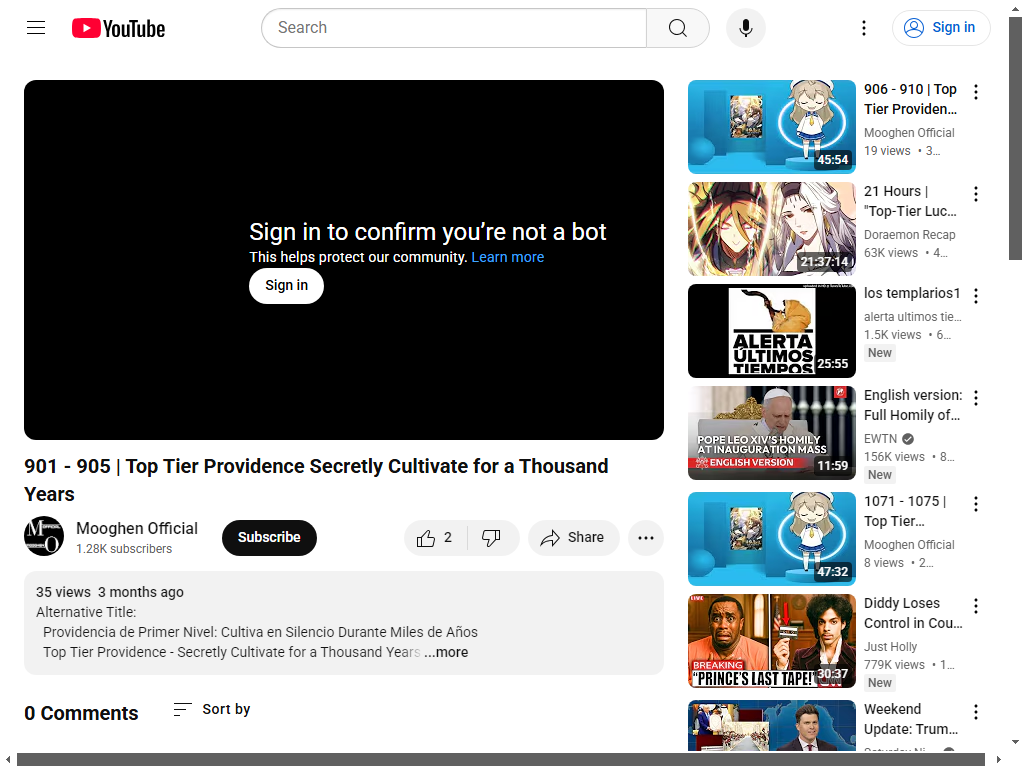 YouTube
Search
Sign in
Sign in to confirm you’re not a bot
This helps protect our community. Learn more
Sign in
901 - 905 | Top Tier Providence Secretly Cultivate for a Thousand
Years
Mooghen Official
1.28K subscribers
Subscribe
2
Share
35 views 3 months ago
Alternative Title:
Providencia de Primer Nivel: Cultiva en Silencio Durante Miles de Años
Top Tier Providence - Secretly Cultivate for a Thousand Years ...more
0 Comments
Sort by
45:54
906 - 910 | Top
Tier Providen...
Mooghen Official
19 views • 3...
21:37:14
21 Hours |
"Top-Tier Luc...
Doraemon Recap
63K views • 4...
ALERTA
ÚLTIMOS
TIEMPOS
25:55
los templarios1
alerta ultimos tie...
1.5K views • 6...
New
POPE LEO XIV'S HOMILY
AT INAUGURATION MASS
ENGLISH VERSION
11:59
English version:
Full Homily of...
EWTN
156K views • 8...
New
47:32
1071 - 1075 |
Top Tier...
Mooghen Official
8 views • 2...
LIVE
BREAKING
"PRINCE'S LAST TAPE!"
30:37
Diddy Loses
Control in Cou...
Just Holly
779K views • 1...
New
Weekend
Update: Trum...